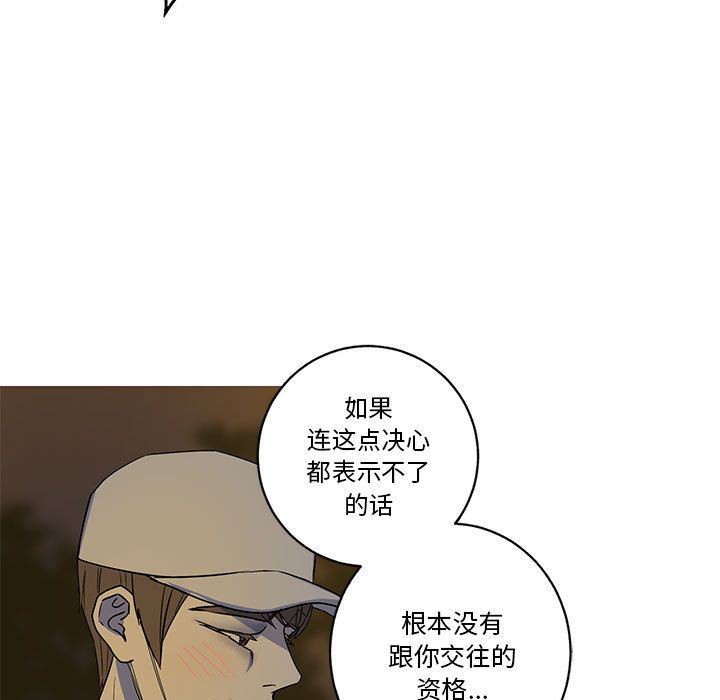 如果
连这点决心
都表示不了
的话
根本没有
跟你交往的
资格...